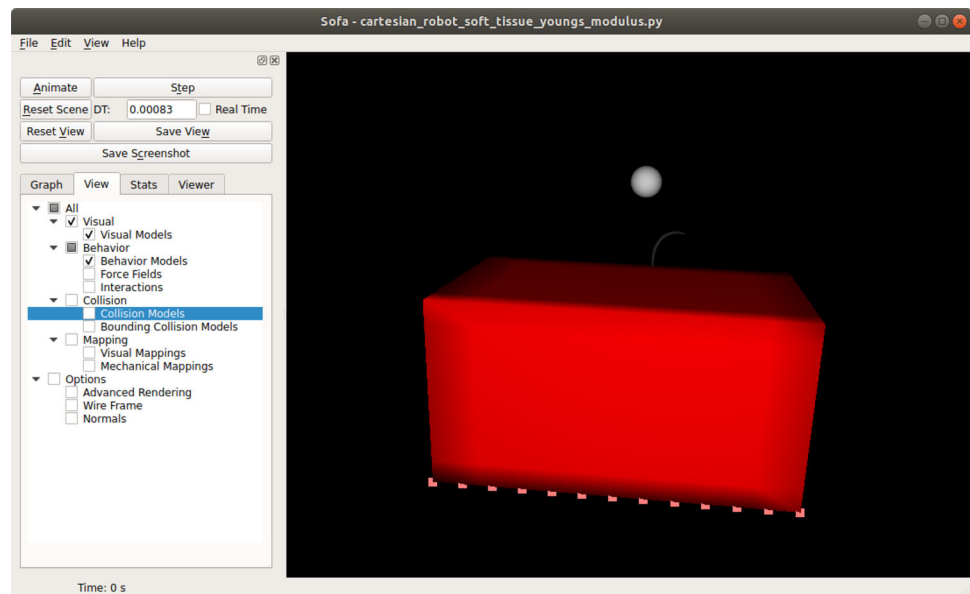 Sofa - cartesian_robot_soft_tissue_youngs_modulus.py
File Edit View Help
Animate Step
Reset Scene DT: 0.00083 Real Time
Reset View Save View
Save Screenshot
Graph View Stats Viewer
All
Visual
Visual Models
Behavior
Behavior Models
Force Fields
Interactions
Collision
Collision Models
Bounding Collision Models
Mapping
Visual Mappings
Mechanical Mappings
Options
Advanced Rendering
Wire Frame
Normals
Time: 0 s